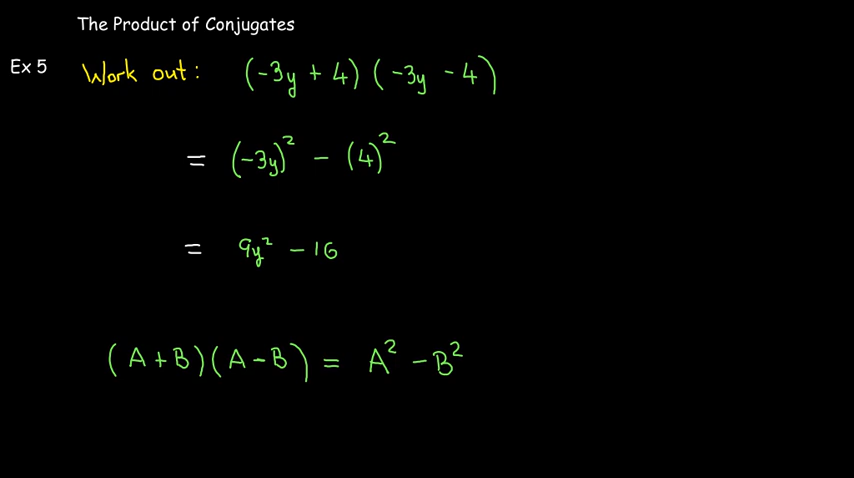 The Product of Conjugates
Ex 5 Work out: (-3y + 4) (-3y - 4)
= (-3y)² - (4)²
= 9y² - 16
(A + B)(A - B) = A² - B²